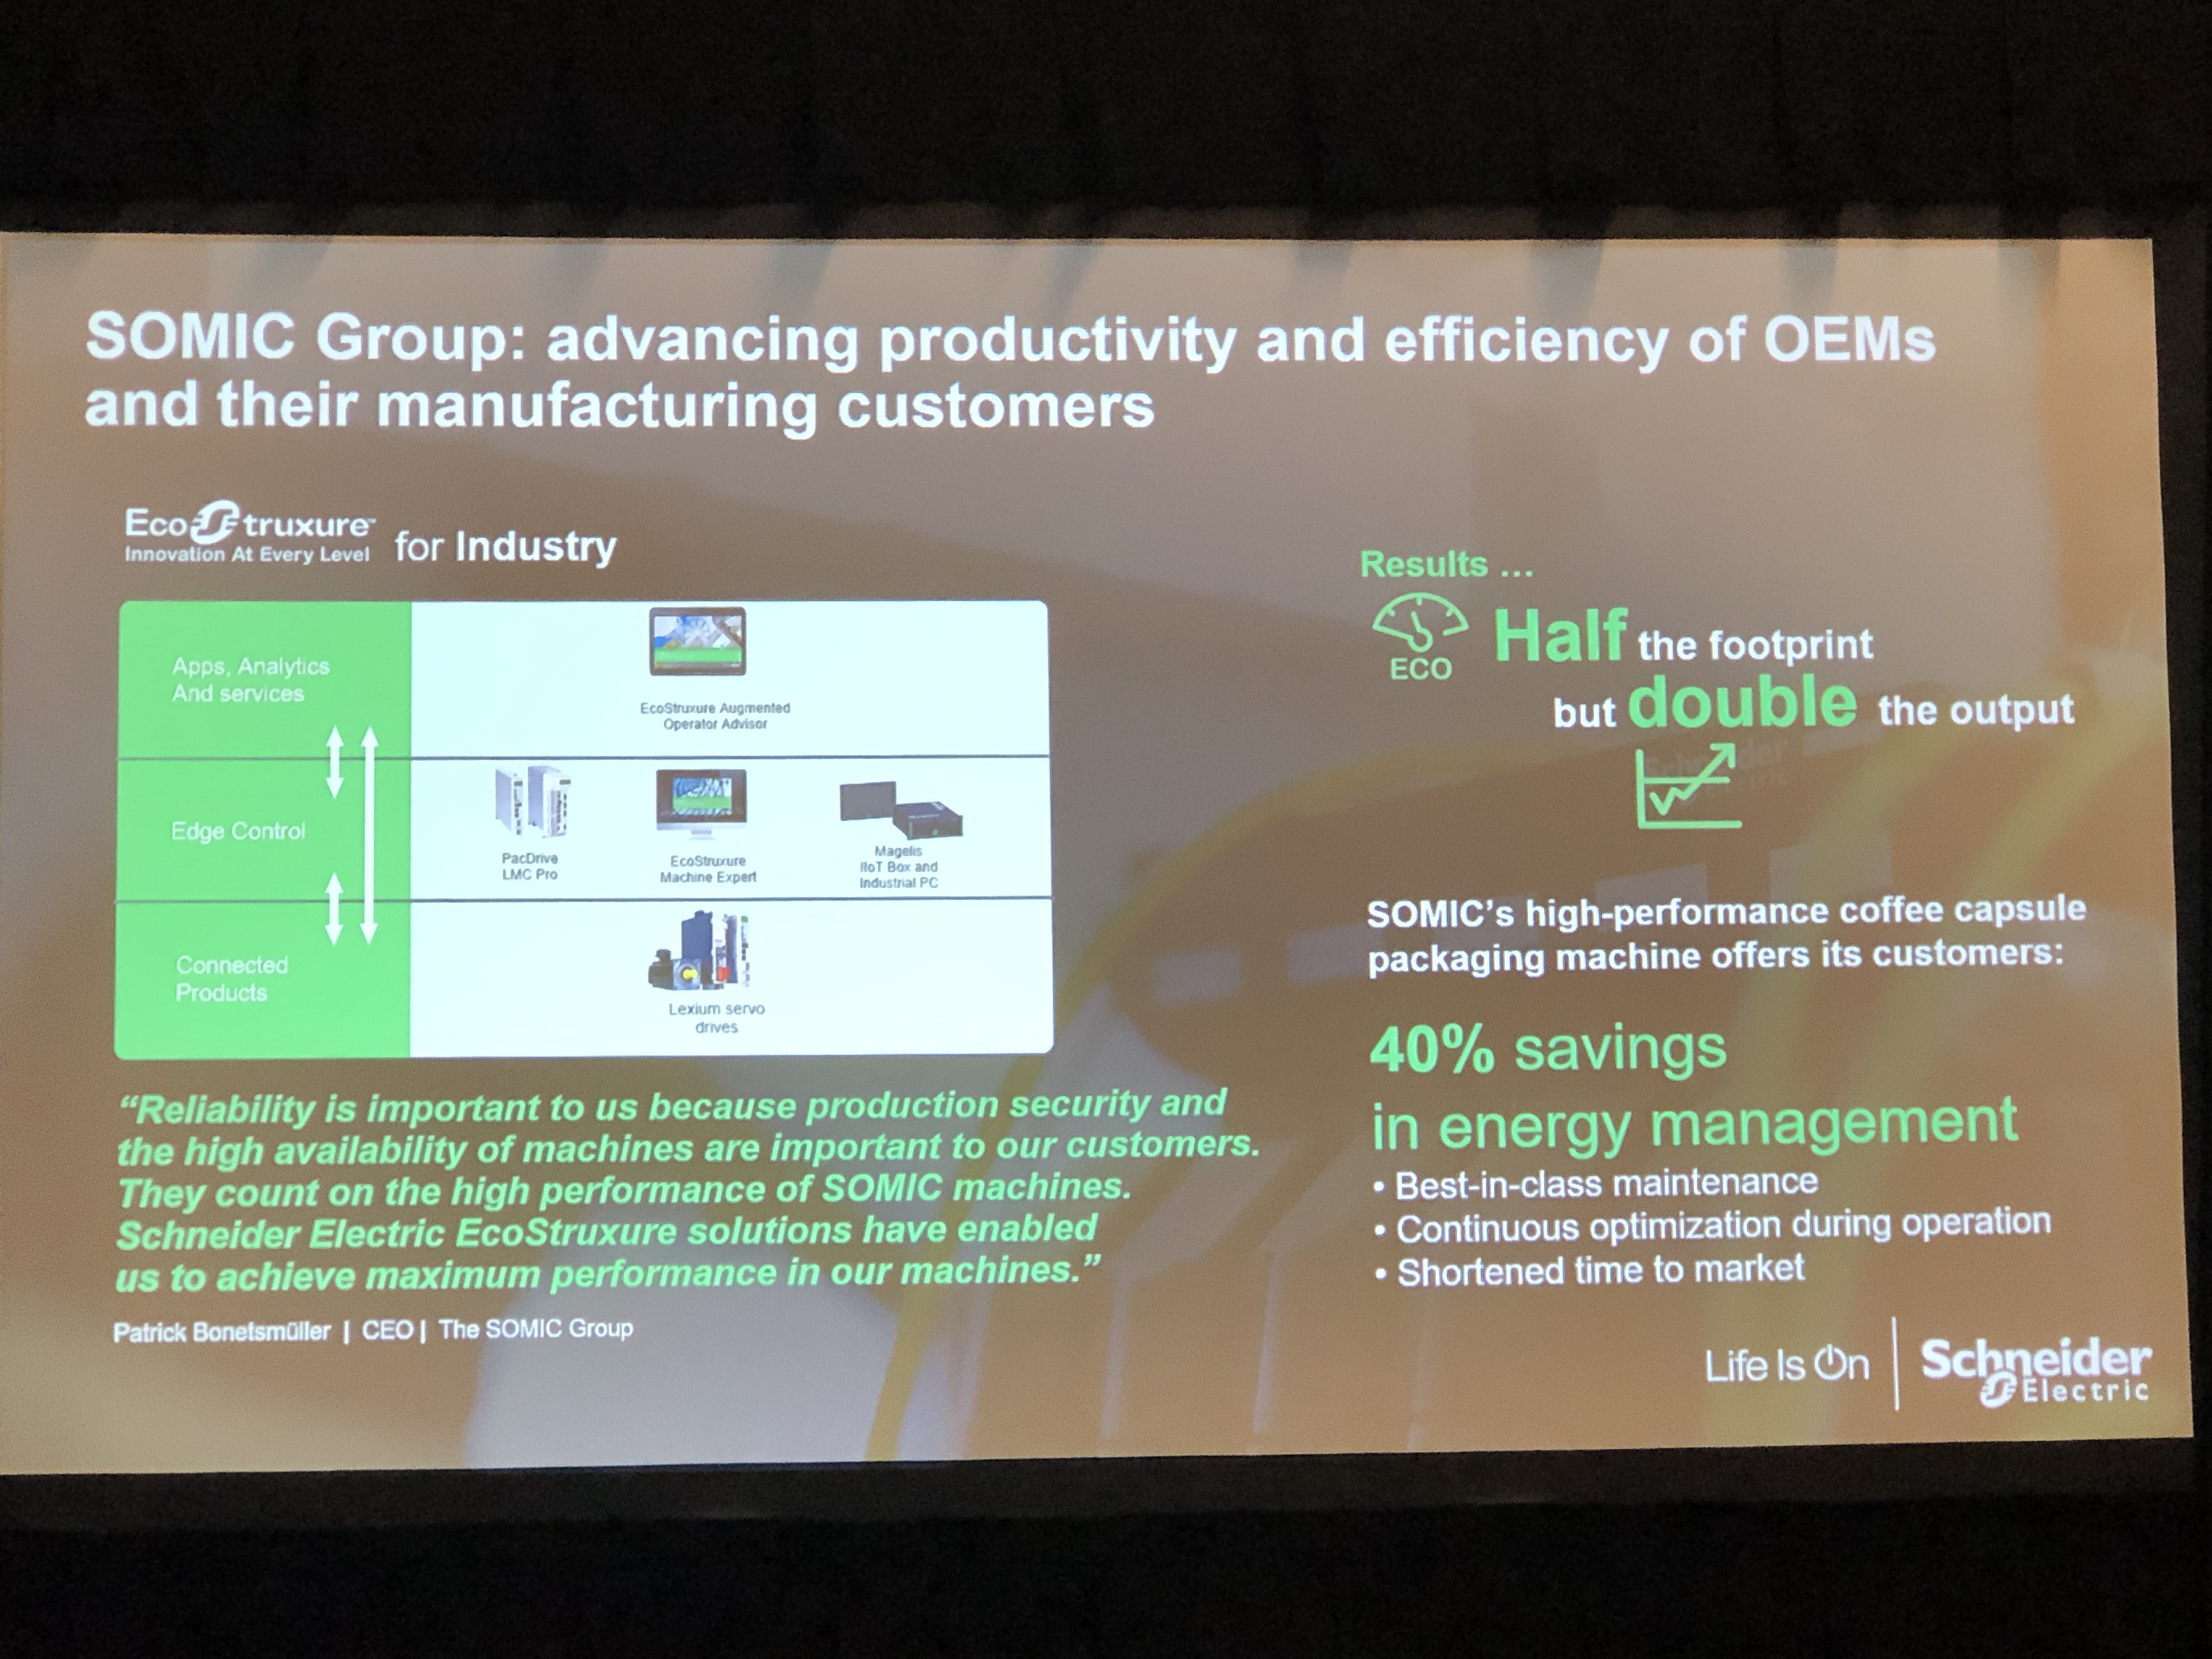 SOMIC Group: advancing productivity and efficiency of OEMs
and their manufacturing customers
EcoStruxure™
Innovation At Every Level
for Industry
Apps, Analytics
And services
EcoStruxure Augmented
Operator Advisor
Edge Control
PacDrive
LMC Pro
EcoStruxure
Machine Expert
Magelis
IIoT Box and
Industrial PC
Connected
Products
Lexium servo
drives
“Reliability is important to us because production security and
the high availability of machines are important to our customers.
They count on the high performance of SOMIC machines.
Schneider Electric EcoStruxure solutions have enabled
us to achieve maximum performance in our machines.”
Patrick Bonetsmüller | CEO | The SOMIC Group
Results ...
ECO
Half the footprint
but double the output
SOMIC’s high-performance coffee capsule
packaging machine offers its customers:
40% savings
in energy management
• Best-in-class maintenance
• Continuous optimization during operation
• Shortened time to market
Life Is On
Schneider
Electric